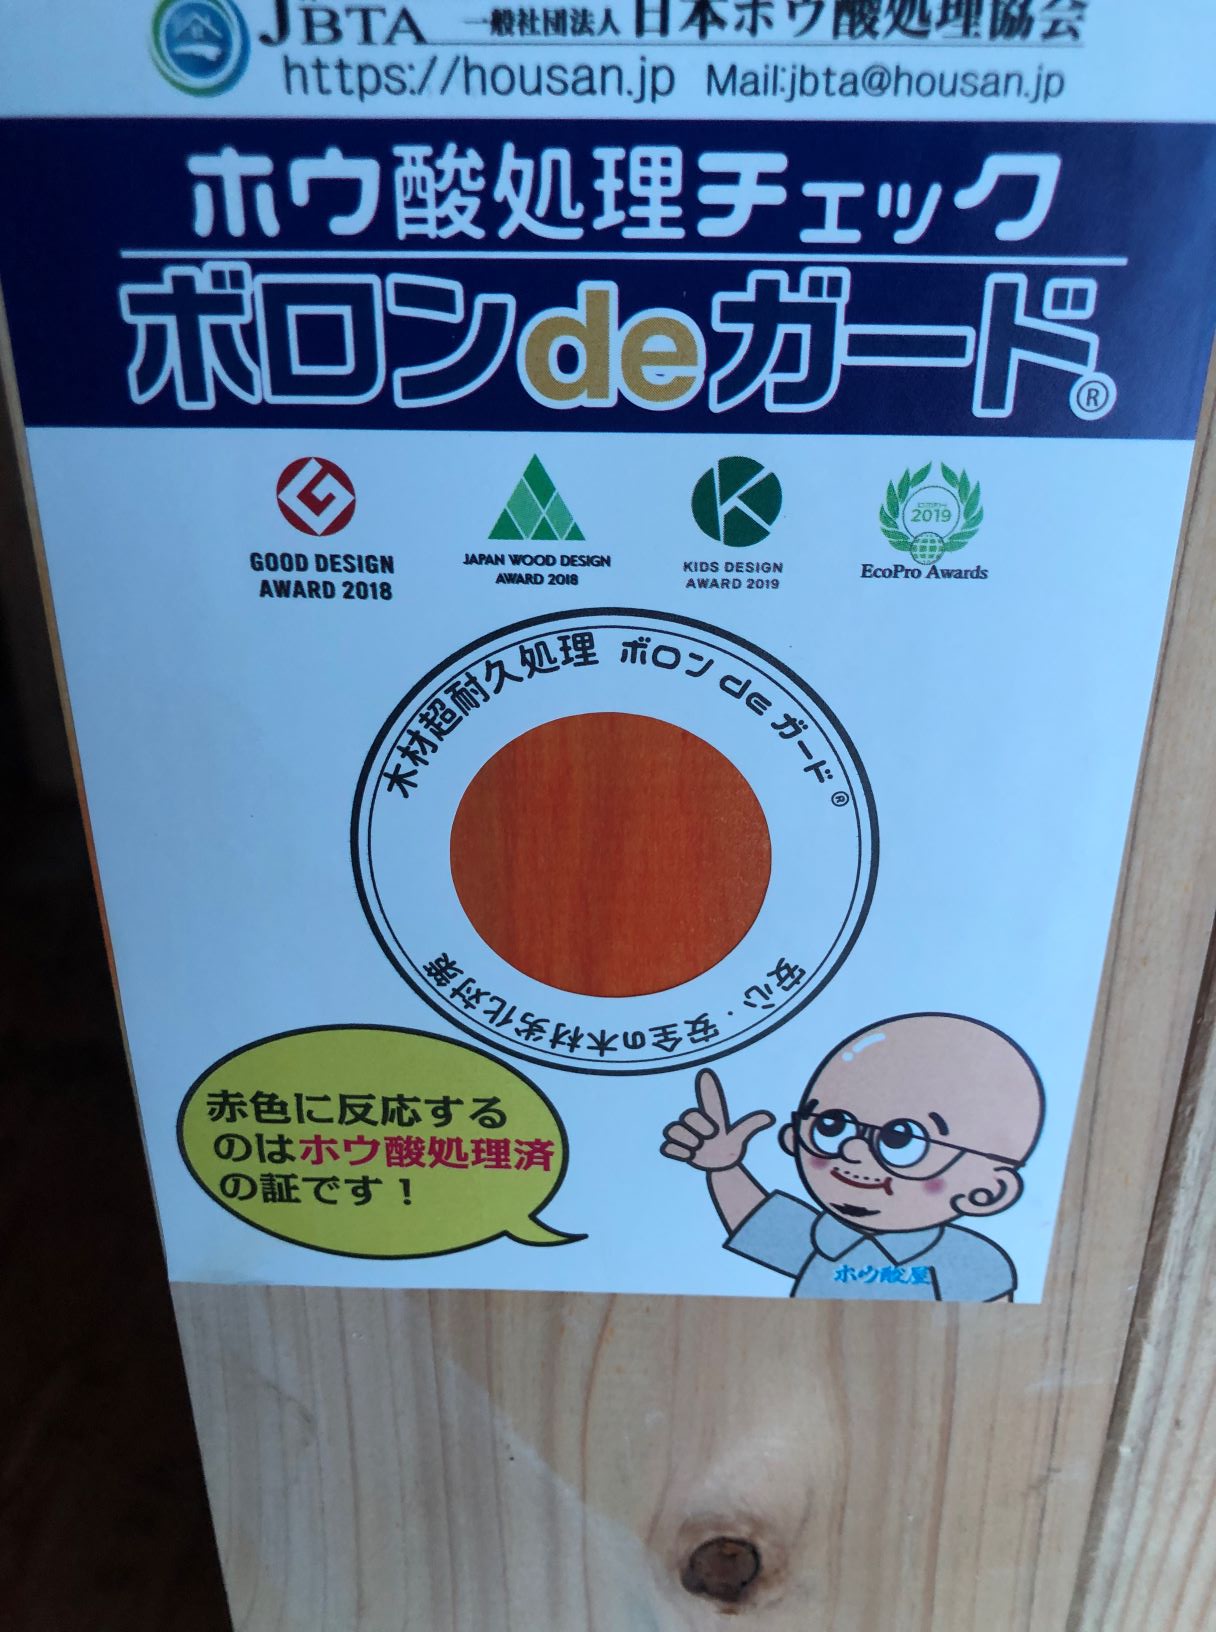 JBTA 一般社団法人 日本ホウ酸処理協会
https://housan.jp Mail:jbta@housan.jp
ホウ酸処理チェック
ボロンdeガード®
GOOD DESIGN
AWARD 2018
JAPAN WOOD DESIGN
AWARD 2018
KIDS DESIGN
AWARD 2019
2019
EcoPro Awards
木材超耐久処理 ボロンdeガード®
安心・安全の木材劣化対策
赤色に反応する
のはホウ酸処理済
の証です！
ホウ酸屋